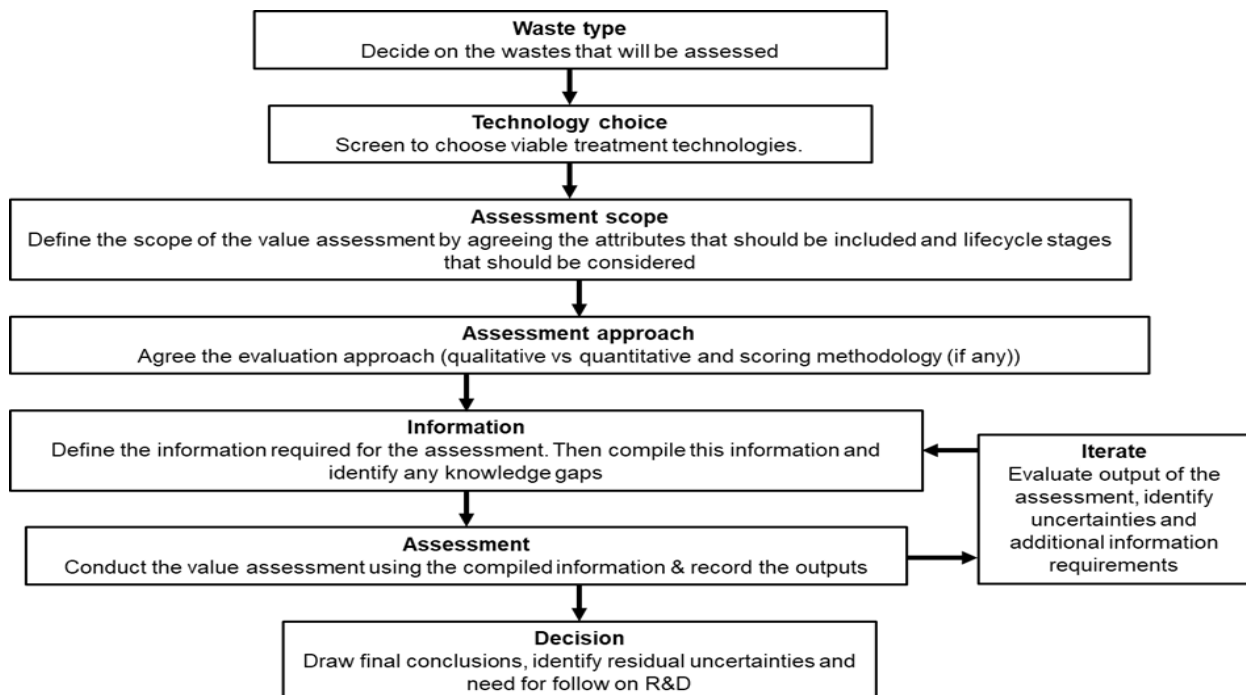 Waste type
Decide on the wastes that will be assessed
Technology choice
Screen to choose viable treatment technologies.
Assessment scope
Define the scope of the value assessment by agreeing the attributes that should be included and lifecycle stages
that should be considered
Assessment approach
Agree the evaluation approach (qualitative vs quantitative and scoring methodology (if any))
Information
Define the information required for the assessment. Then compile this information and
identify any knowledge gaps
Iterate
Evaluate output of the
assessment, identify
uncertainties and
additional information
requirements
Assessment
Conduct the value assessment using the compiled information & record the outputs
Decision
Draw final conclusions, identify residual uncertainties and
need for follow on R&D